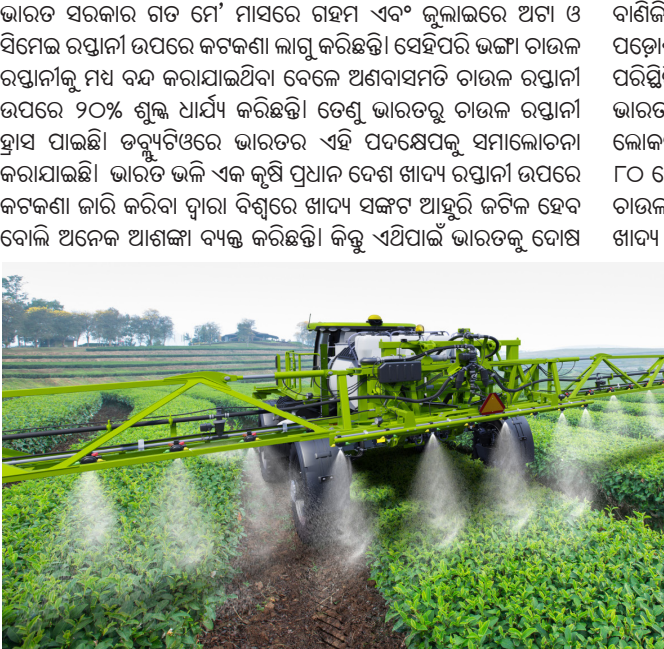 ଭାରତ ସରକାର ଗତ ମେ' ମାସରେ ଗହମ ଏବଂ ଜୁଲାଇରେ ଅଟା ଓ
ସିମେଇ ରପ୍ତାନୀ ଉପରେ କଟକଣା ଲାଗୁ କରିଛନ୍ତି। ସେହିପରି ଭଙ୍ଗା ଚାଉଳ
ରପ୍ତାନୀକୁ ମଧ୍ୟ ବନ୍ଦ କରାଯାଇଥିବା ବେଳେ ଅଣବାସମତି ଚାଉଳ ରପ୍ତାନୀ
ଉପରେ ୨୦% ଶୁଳ୍କ ଧାର୍ଯ୍ୟ କରିଛନ୍ତି। ତେଣୁ ଭାରତରୁ ଚାଉଳ ରପ୍ତାନୀ
ହ୍ରାସ ପାଇଛି। ଡବ୍ଲ୍ୟୁଟିଓରେ ଭାରତର ଏହି ପଦକ୍ଷେପକୁ ସମାଲୋଚନା
କରାଯାଇଛି। ଭାରତ ଭଳି ଏକ କୃଷି ପ୍ରଧାନ ଦେଶ ଖାଦ୍ୟ ରପ୍ତାନୀ ଉପରେ
କଟକଣା ଜାରି କରିବା ଦ୍ୱାରା ବିଶ୍ୱରେ ଖାଦ୍ୟ ସଙ୍କଟ ଆହୁରି ଜଟିଳ ହେବ
ବୋଲି ଅନେକ ଆଶଙ୍କା ବ୍ୟକ୍ତ କରିଛନ୍ତି। କିନ୍ତୁ ଏଥିପାଇଁ ଭାରତକୁ ଦୋଷ
ଭାରତ
୮୦
ଚାଉଳ
ଖାଦ୍ୟ